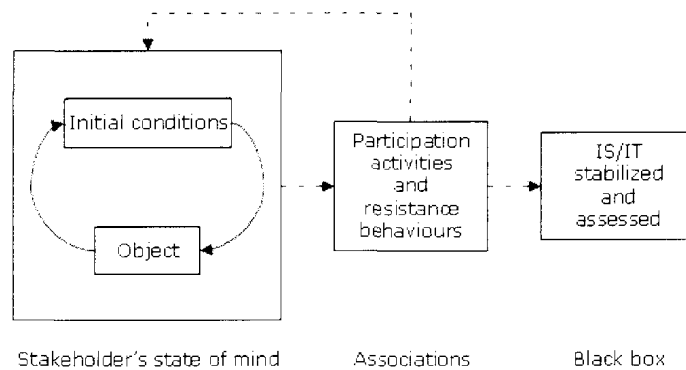 Initial conditions
Object
Participation
activities
and
resistance
behaviours
IS/IT
stabilized
and
assessed
Stakeholder's state of mind
Associations
Black box